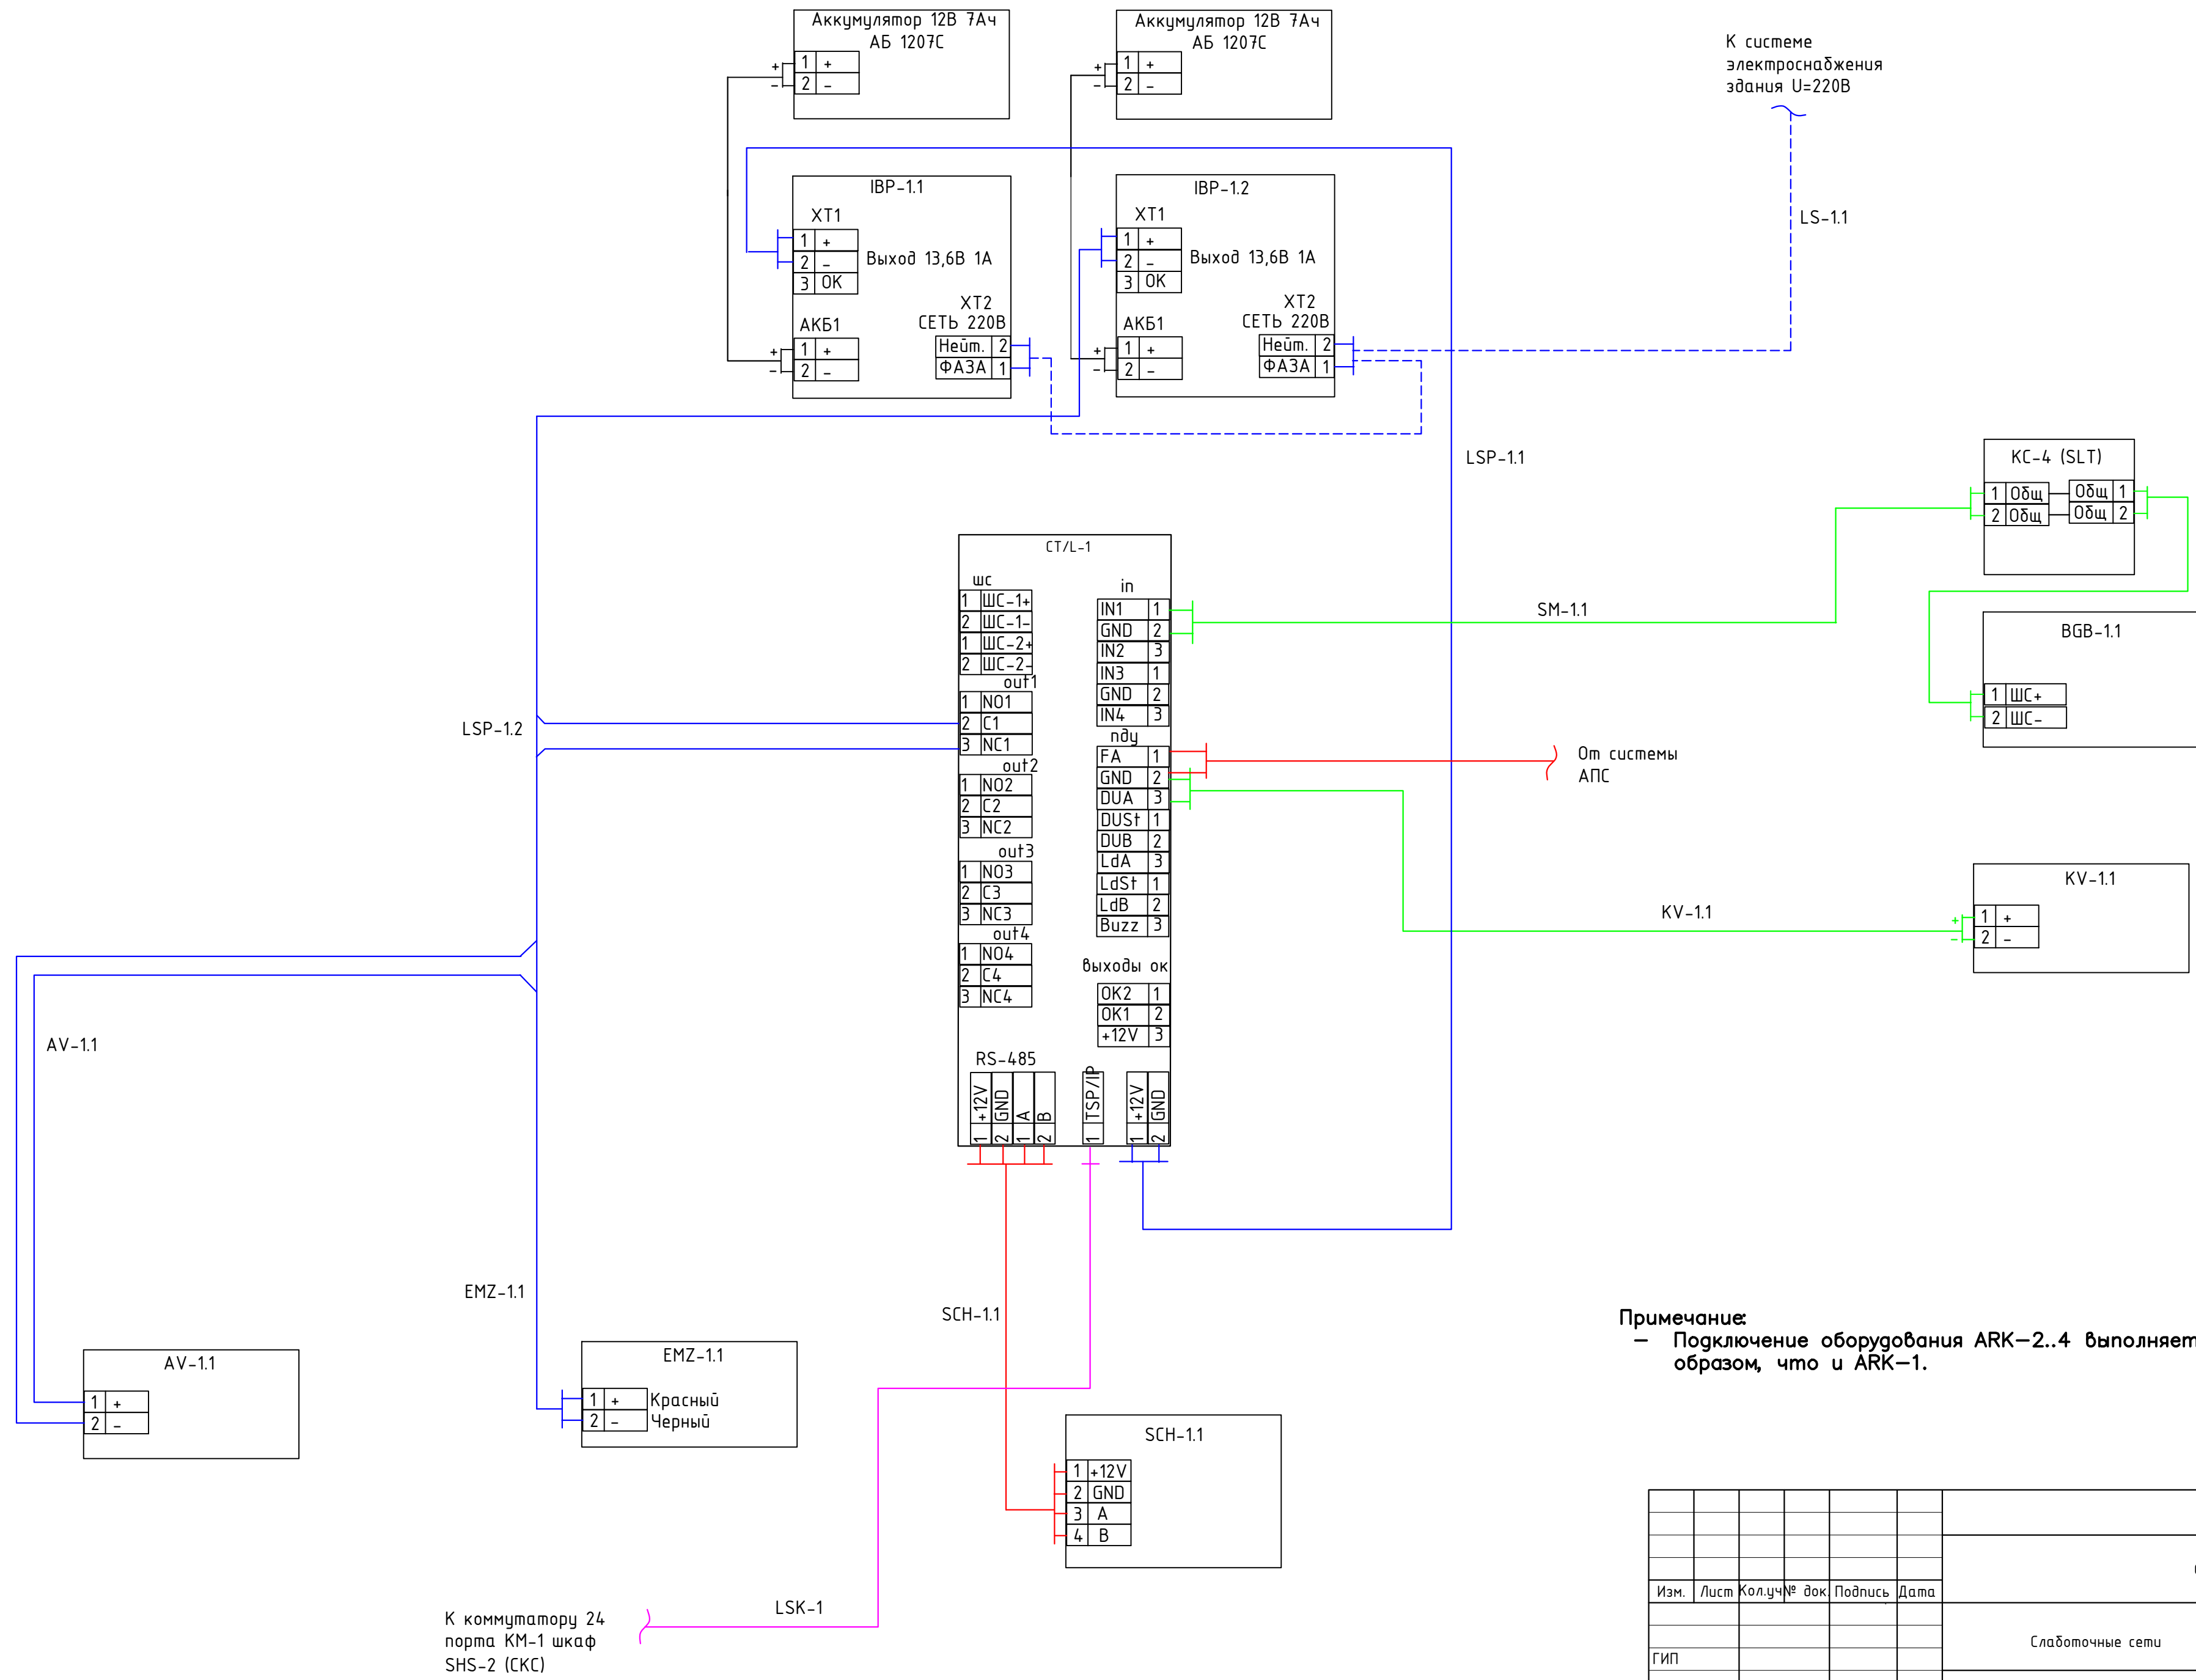 Аккумулятор 12В 7Ач
АБ 1207С
+ 1 +
– 2 –
Аккумулятор 12В 7Ач
АБ 1207С
+ 1 +
– 2 –
К системе
электроснабжения
здания U=220В
LS-1.1
IBP-1.1
XT1
1 +
2 –
3 OK
Выход 13,6В 1А
XT2
СЕТЬ 220В
Нейт. 2
ФАЗА 1
АКБ1
+ 1 +
– 2 –
IBP-1.2
XT1
1 +
2 –
3 OK
Выход 13,6В 1А
XT2
СЕТЬ 220В
Нейт. 2
ФАЗА 1
АКБ1
+ 1 +
– 2 –
LSP-1.1
КС-4 (SLT)
1 Общ Общ 1
2 Общ Общ 2
CT/L-1
шс
1 ШС-1+
2 ШС-1-
1 ШС-2+
2 ШС-2-
out1
1 NO1
2 C1
3 NC1
out2
1 NO2
2 C2
3 NC2
out3
1 NO3
2 C3
3 NC3
out4
1 NO4
2 C4
3 NC4
in
IN1 1
GND 2
IN2 3
IN3 1
GND 2
IN4 3
пду
FA 1
GND 2
DUA 3
DUSt 1
DUB 2
LdA 3
LdSt 1
LdB 2
Buzz 3
выходы ок
OK2 1
OK1 2
+12V 3
RS-485
1 +12V
2 GND
1 A
2 B
1 TSP/IP
1 +12V
2 GND
SM-1.1
BGB-1.1
1 ШС+
2 ШС-
LSP-1.2
От системы
АПС
KV-1.1
KV-1.1
+ 1 +
– 2 –
AV-1.1
EMZ-1.1
SCH-1.1
AV-1.1
1 +
2 –
EMZ-1.1
1 + Красный
2 – Черный
SCH-1.1
1 +12V
2 GND
3 A
4 B
Примечание:
– Подключение оборудования ARK-2..4 выполняет
образом, что и ARK-1.
LSK-1
К коммутатору 24
порта КМ-1 шкаф
SHS-2 (СКС)
Изм. Лист Кол.уч № док. Подпись Дата
Слаботочные сети
ГИП